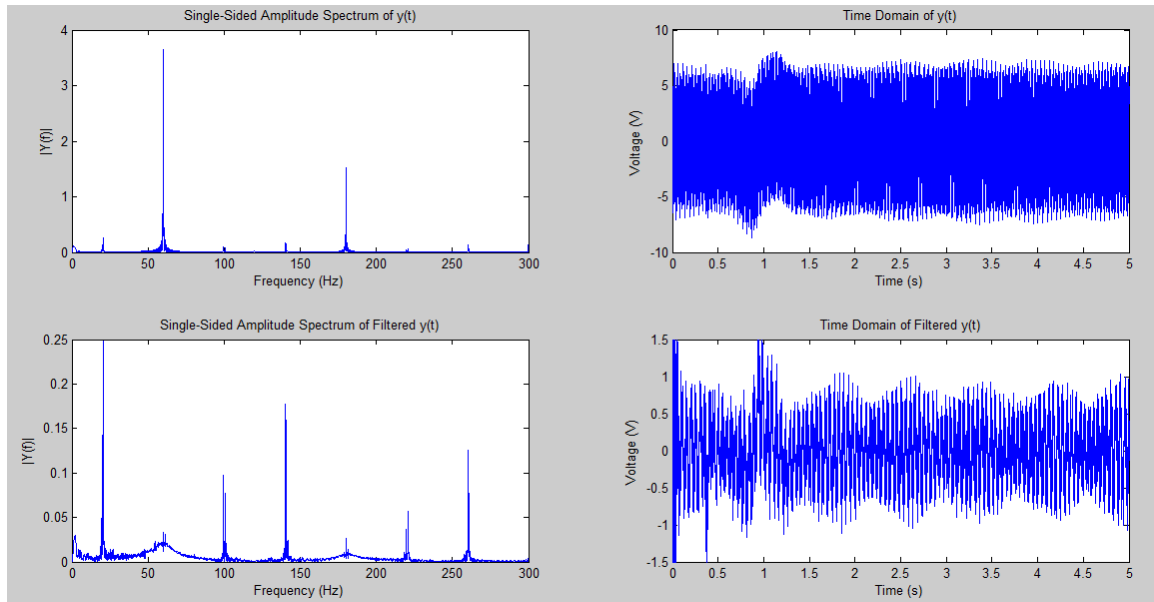 Single-Sided Amplitude Spectrum of y(t)
|Y(f)|
4
3
2
1
0
0 50 100 150 200 250 300
Frequency (Hz)
Time Domain of y(t)
Voltage (V)
10
5
0
-5
-10
0 0.5 1 1.5 2 2.5 3 3.5 4 4.5 5
Time (s)
Single-Sided Amplitude Spectrum of Filtered y(t)
|Y(f)|
0.25
0.2
0.15
0.1
0.05
0
0 50 100 150 200 250 300
Frequency (Hz)
Time Domain of Filtered y(t)
Voltage (V)
1.5
1
0.5
0
-0.5
-1
-1.5
0 0.5 1 1.5 2 2.5 3 3.5 4 4.5 5
Time (s)